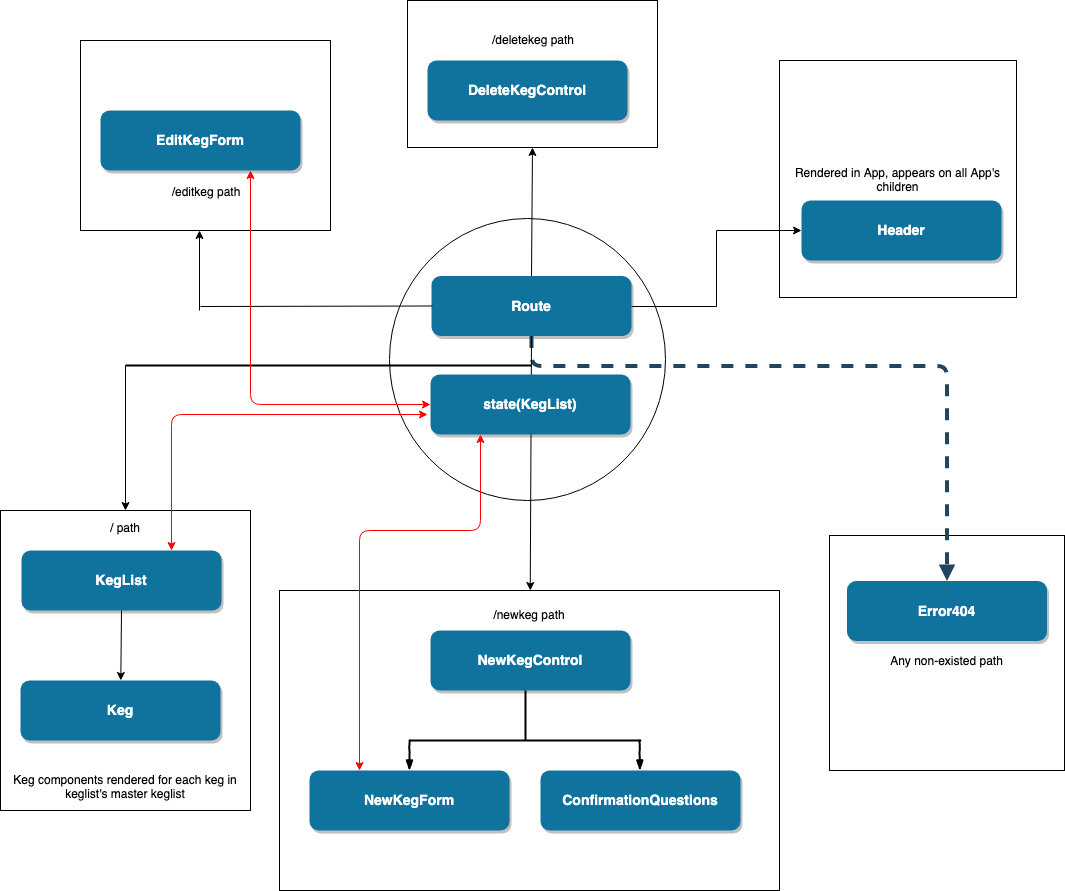 /deletekeg path
DeleteKegControl
EditKegForm
/editkeg path
Rendered in App, appears on all App's
children
Header
Route
state(KegList)
/ path
KegList
Keg
Keg components rendered for each keg in
keglist's master keglist
/newkeg path
NewKegControl
NewKegForm
ConfirmationQuestions
Error404
Any non-existed path